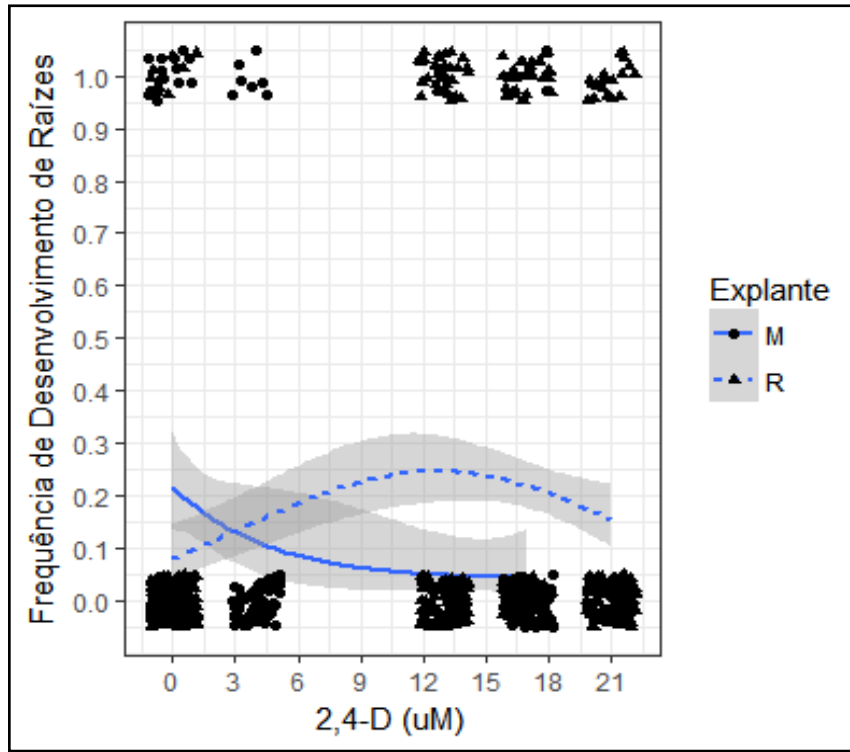 Frequência de Desenvolvimento de Raízes
1.0
0.9
0.8
0.7
0.6
0.5
0.4
0.3
0.2
0.1
0.0
0 3 6 9 12 15 18 21
2,4-D (uM)
Explante
M
R